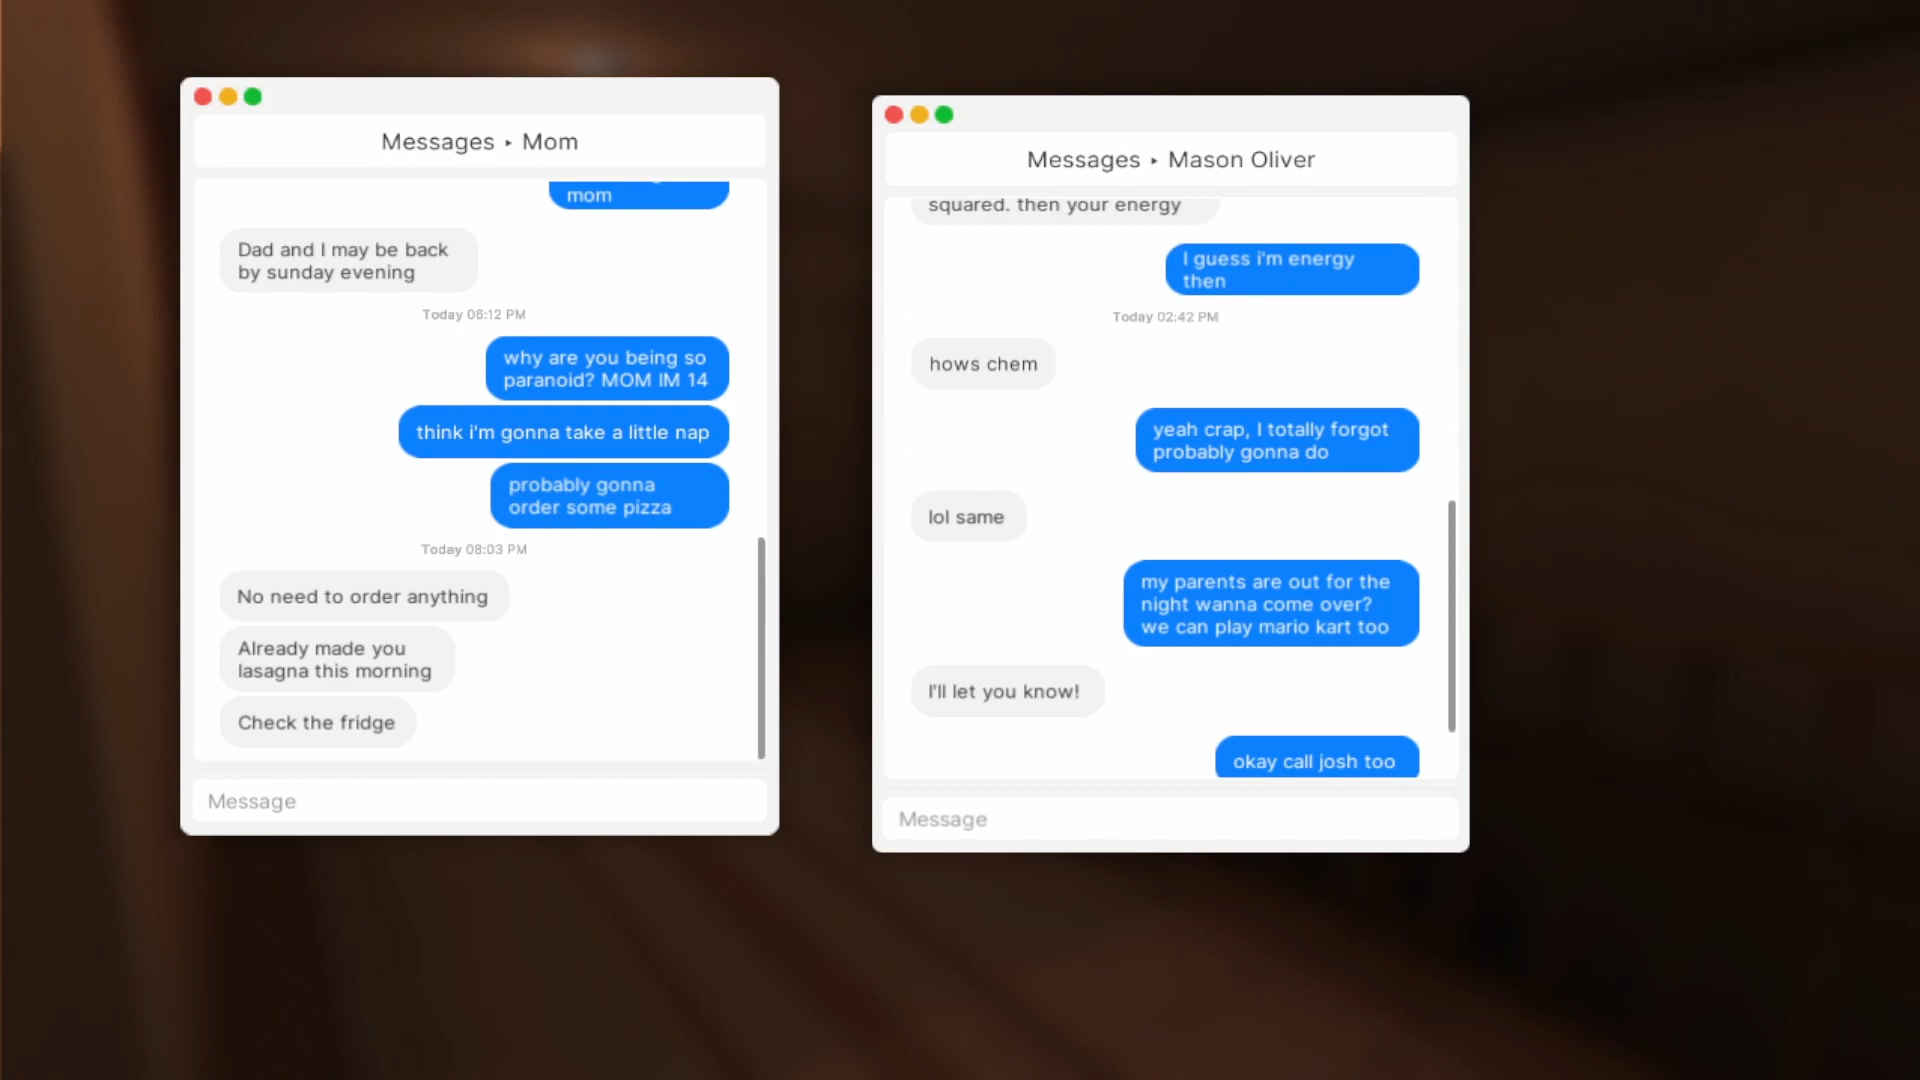 Messages ▸ Mom
mom
Dad and I may be back
by sunday evening
Today 06:12 PM
why are you being so
paranoid? MOM IM 14
think i'm gonna take a little nap
probably gonna
order some pizza
Today 08:03 PM
No need to order anything
Already made you
lasagna this morning
Check the fridge
Message
Messages ▸ Mason Oliver
squared. then your energy
I guess i'm energy
then
Today 02:42 PM
hows chem
yeah crap, I totally forgot
probably gonna do
lol same
my parents are out for the
night wanna come over?
we can play mario kart too
I'll let you know!
okay call josh too
Message